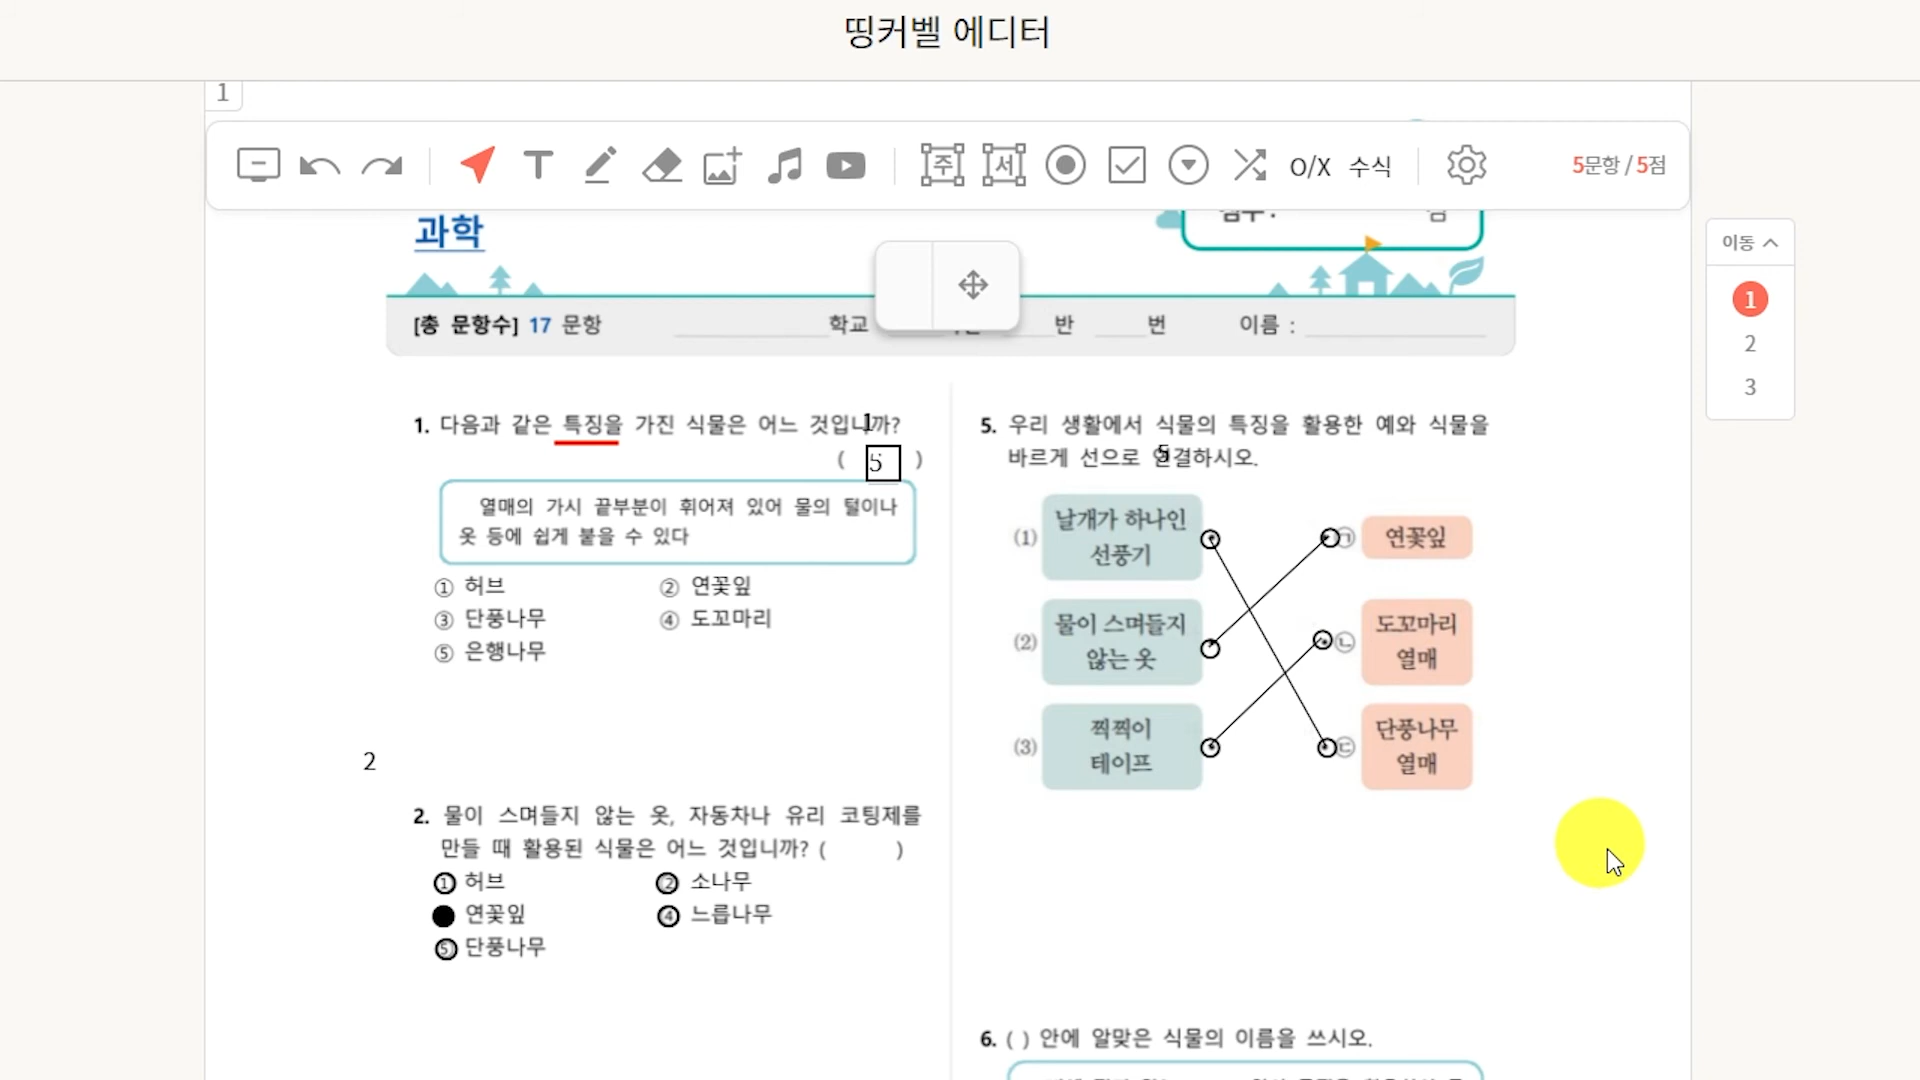 띵커벨 에디터
1
T 주 서 O/X 수식 5문항 / 5점
과학
이동
1
2
3
[총 문항수] 17 문항 학교 반 번 이름 :
1. 다음과 같은 특징을 가진 식물은 어느 것입니까?
1
( 5 )
열매의 가시 끝부분이 휘어져 있어 물의 털이나
옷 등에 쉽게 붙을 수 있다
① 허브 ② 연꽃잎
③ 단풍나무 ④ 도꼬마리
⑤ 은행나무
2
2. 물이 스며들지 않는 옷, 자동차나 유리 코팅제를
만들 때 활용된 식물은 어느 것입니까? ( )
① 허브 ② 소나무
연꽃잎 ④ 느릅나무
⑤ 단풍나무
5. 우리 생활에서 식물의 특징을 활용한 예와 식물을
바르게 선으로 연결하시오.
5
(1) 날개가 하나인
선풍기
㉠ 연꽃잎
(2) 물이 스며들지
않는 옷
㉡ 도꼬마리
열매
(3) 찍찍이
테이프
㉢ 단풍나무
열매
6. ( ) 안에 알맞은 식물의 이름을 쓰시오.